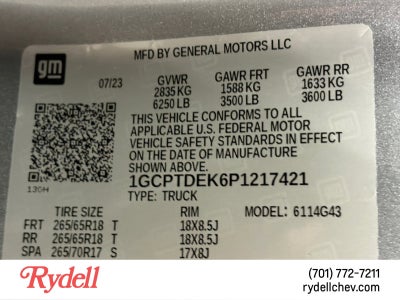 MFD BY GENERAL MOTORS LLC
gm
07/23 GVWR GAWR FRT GAWR RR
2835 KG 1588 KG 1633 KG
6250 LB 3500 LB 3600 LB
THIS VEHICLE CONFORMS TO ALL
APPLICABLE U.S. FEDERAL MOTOR
VEHICLE SAFETY STANDARDS IN EFFECT
ON THE DATE OF MANUFACTURE
SHOWN ABOVE.
130H
1GCPTDEK6P1217421
TYPE: TRUCK
TIRE SIZE RIM MODEL: 6114G43
FRT 265/65R18 T 18X8.5J
RR 265/65R18 T 18X8.5J
SPA 265/70R17 S 17X8J
Rydell
(701) 772-7211
rydellchev.com